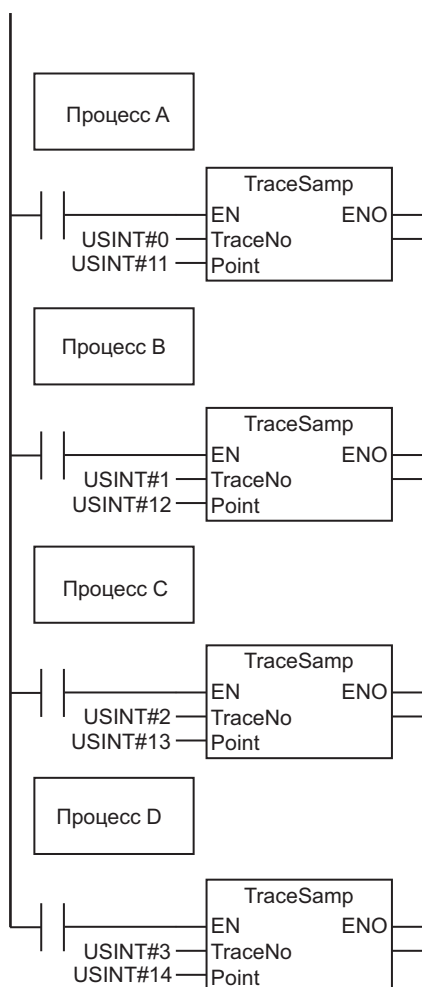 Процесс A
TraceSamp
EN ENO
USINT#0 TraceNo
USINT#11 Point
Процесс B
TraceSamp
EN ENO
USINT#1 TraceNo
USINT#12 Point
Процесс C
TraceSamp
EN ENO
USINT#2 TraceNo
USINT#13 Point
Процесс D
TraceSamp
EN ENO
USINT#3 TraceNo
USINT#14 Point